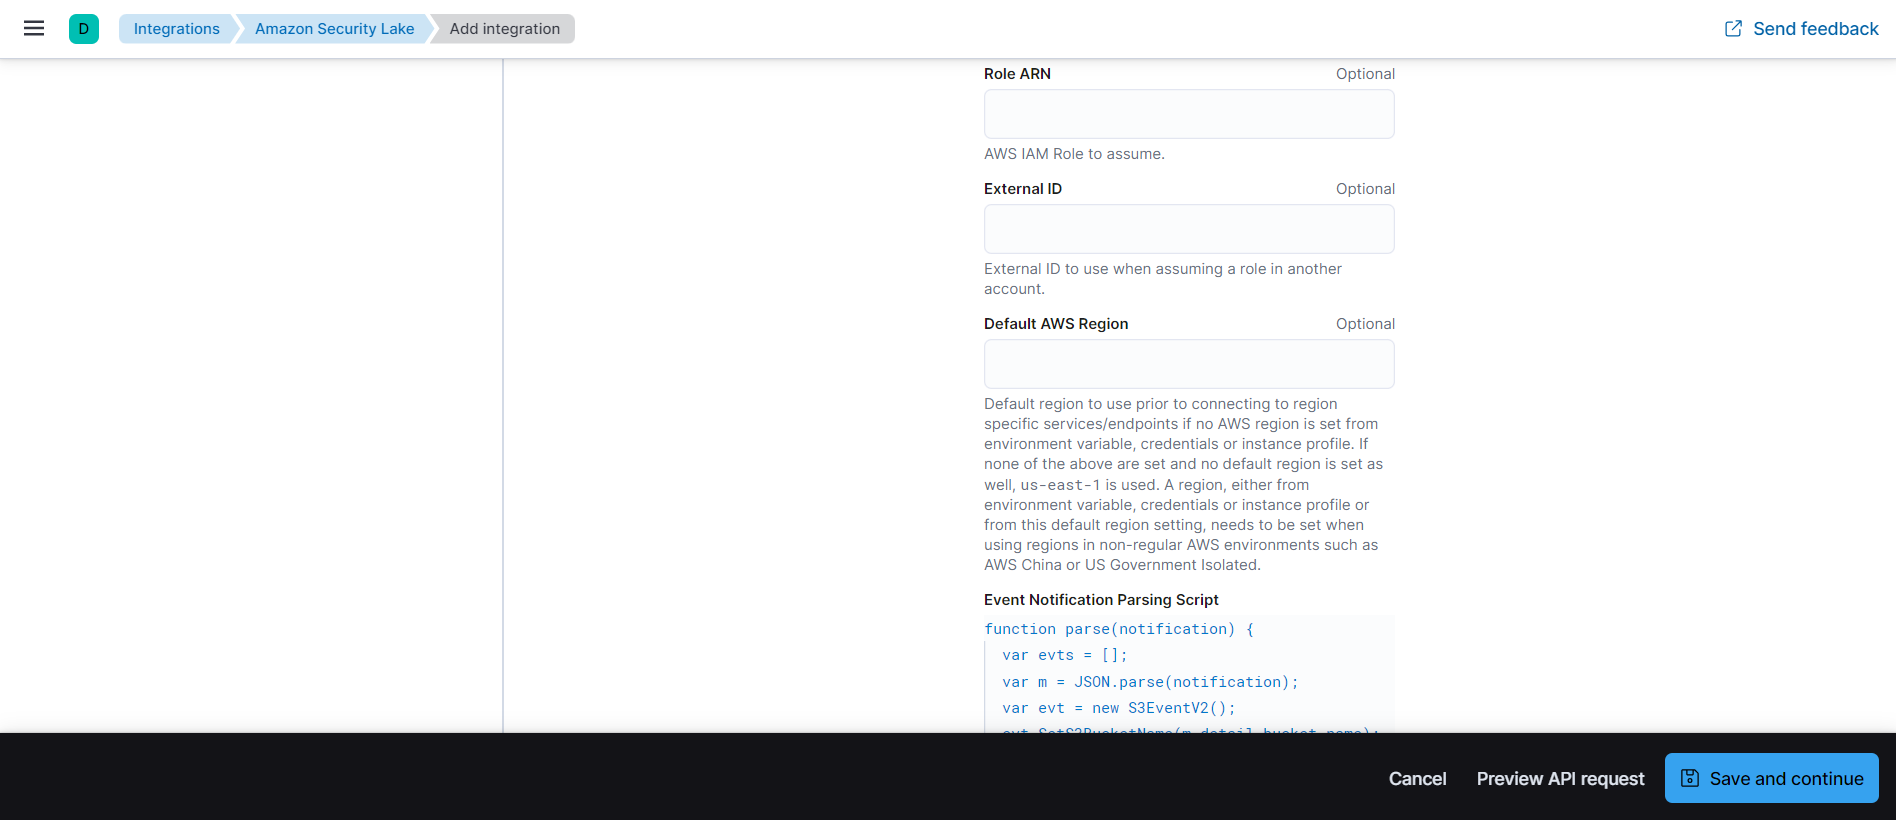 D
Integrations
Amazon Security Lake
Add integration
Send feedback
Role ARN
Optional
AWS IAM Role to assume.
External ID
Optional
External ID to use when assuming a role in another
account.
Default AWS Region
Optional
Default region to use prior to connecting to region
specific services/endpoints if no AWS region is set from
environment variable, credentials or instance profile. If
none of the above are set and no default region is set as
well, us-east-1 is used. A region, either from
environment variable, credentials or instance profile or
from this default region setting, needs to be set when
using regions in non-regular AWS environments such as
AWS China or US Government Isolated.
Event Notification Parsing Script
function parse(notification) {
var evts = [];
var m = JSON.parse(notification);
var evt = new S3EventV2();
evt.SetS3BucketName(m.detail.bucket.name);
Cancel
Preview API request
Save and continue